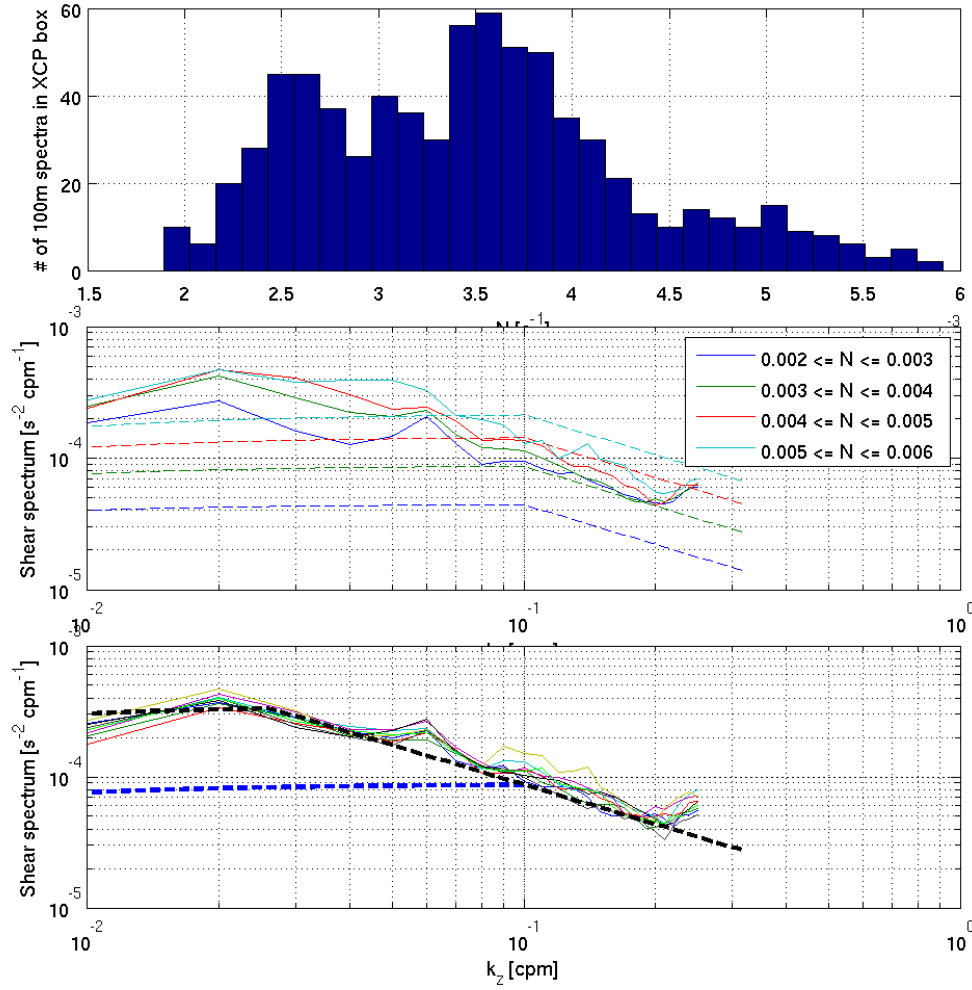 # of 100m spectra in XCP box
60
40
20
0
1.5 2 2.5 3 3.5 4 4.5 5 5.5 6
10^-3
Shear spectrum [s^-2 cpm^-1]
10^-3
10^-4
10^-5
0.002 <= N <= 0.003
0.003 <= N <= 0.004
0.004 <= N <= 0.005
0.005 <= N <= 0.006
10^-2 10^-1 10^0
Shear spectrum [s^-2 cpm^-1]
10^-3
10^-4
10^-5
10^-2 10^-1 10^0
k_z [cpm]